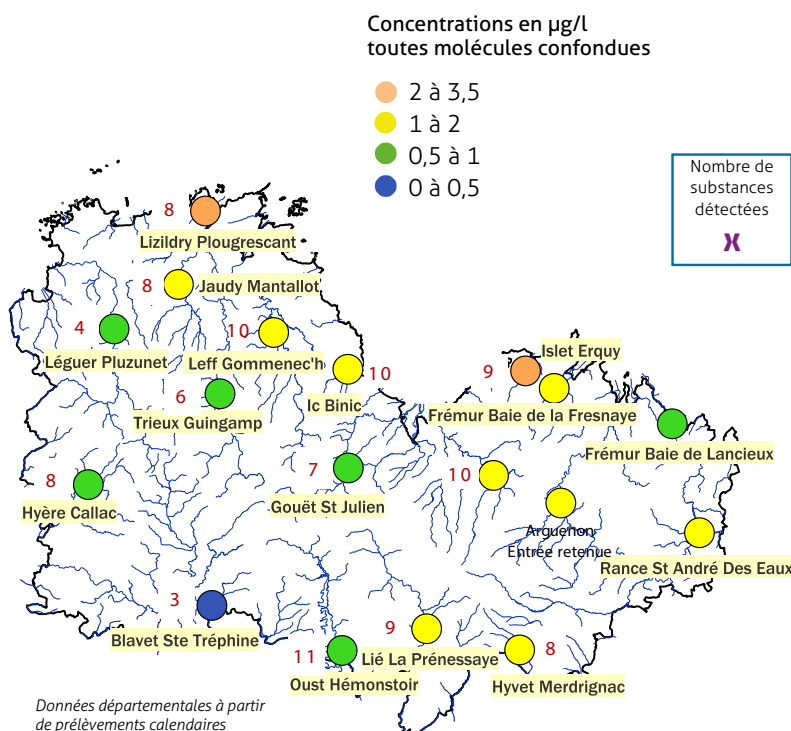 Concentrations en µg/l
toutes molécules confondues
2 à 3,5
1 à 2
0,5 à 1
0 à 0,5
Nombre de
substances
détectées
X
8
Lizildry Plougrescant
8
Jaudy Mantallot
4
Léguer Pluzunet
10
Leff Gommenec'h
10
Ic Binic
6
Trieux Guingamp
Islet Erquy
9
Frémur Baie de la Fresnaye
Frémur Baie de Lancieux
8
Hyère Callac
7
Gouët St Julien
10
Arguenon
Entrée retenue
Rance St André Des Eaux
3
Blavet Ste Tréphine
9
Lié La Prénessaye
11
Oust Hémonstoir
8
Hyvet Merdrignac
Données départementales à partir
de prélèvements calendaires